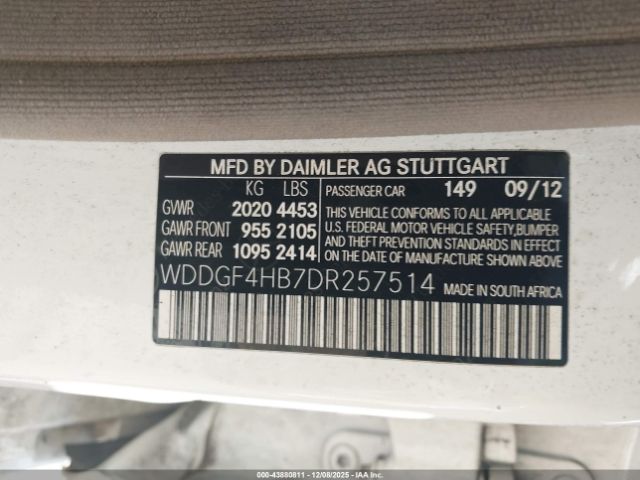 MFD BY DAIMLER AG STUTTGART
KG LBS
GVWR 2020 4453
GAWR FRONT 955 2105
GAWR REAR 1095 2414
PASSENGER CAR 149 09/12
THIS VEHICLE CONFORMS TO ALL APPLICABLE
U.S. FEDERAL MOTOR VEHICLE SAFETY,BUMPER
AND THEFT PREVENTION STANDARDS IN EFFECT
ON THE DATE OF MANUFACTURE SHOWN ABOVE.
WDDGF4HB7DR257514 MADE IN SOUTH AFRICA
000-43880811 - 12/08/2025 - COPYRIGHT IAA, LLC.